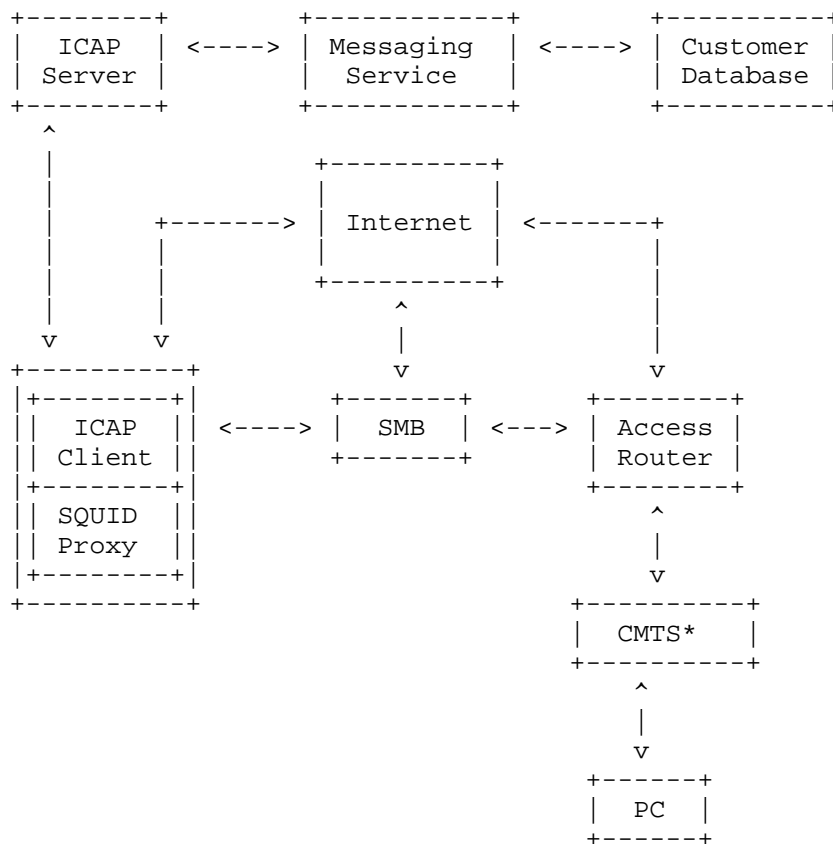 ICAP Server
Messaging Service
Customer Database
Internet
ICAP Client
SMB
Access Router
SQUID Proxy
CMTS*
PC